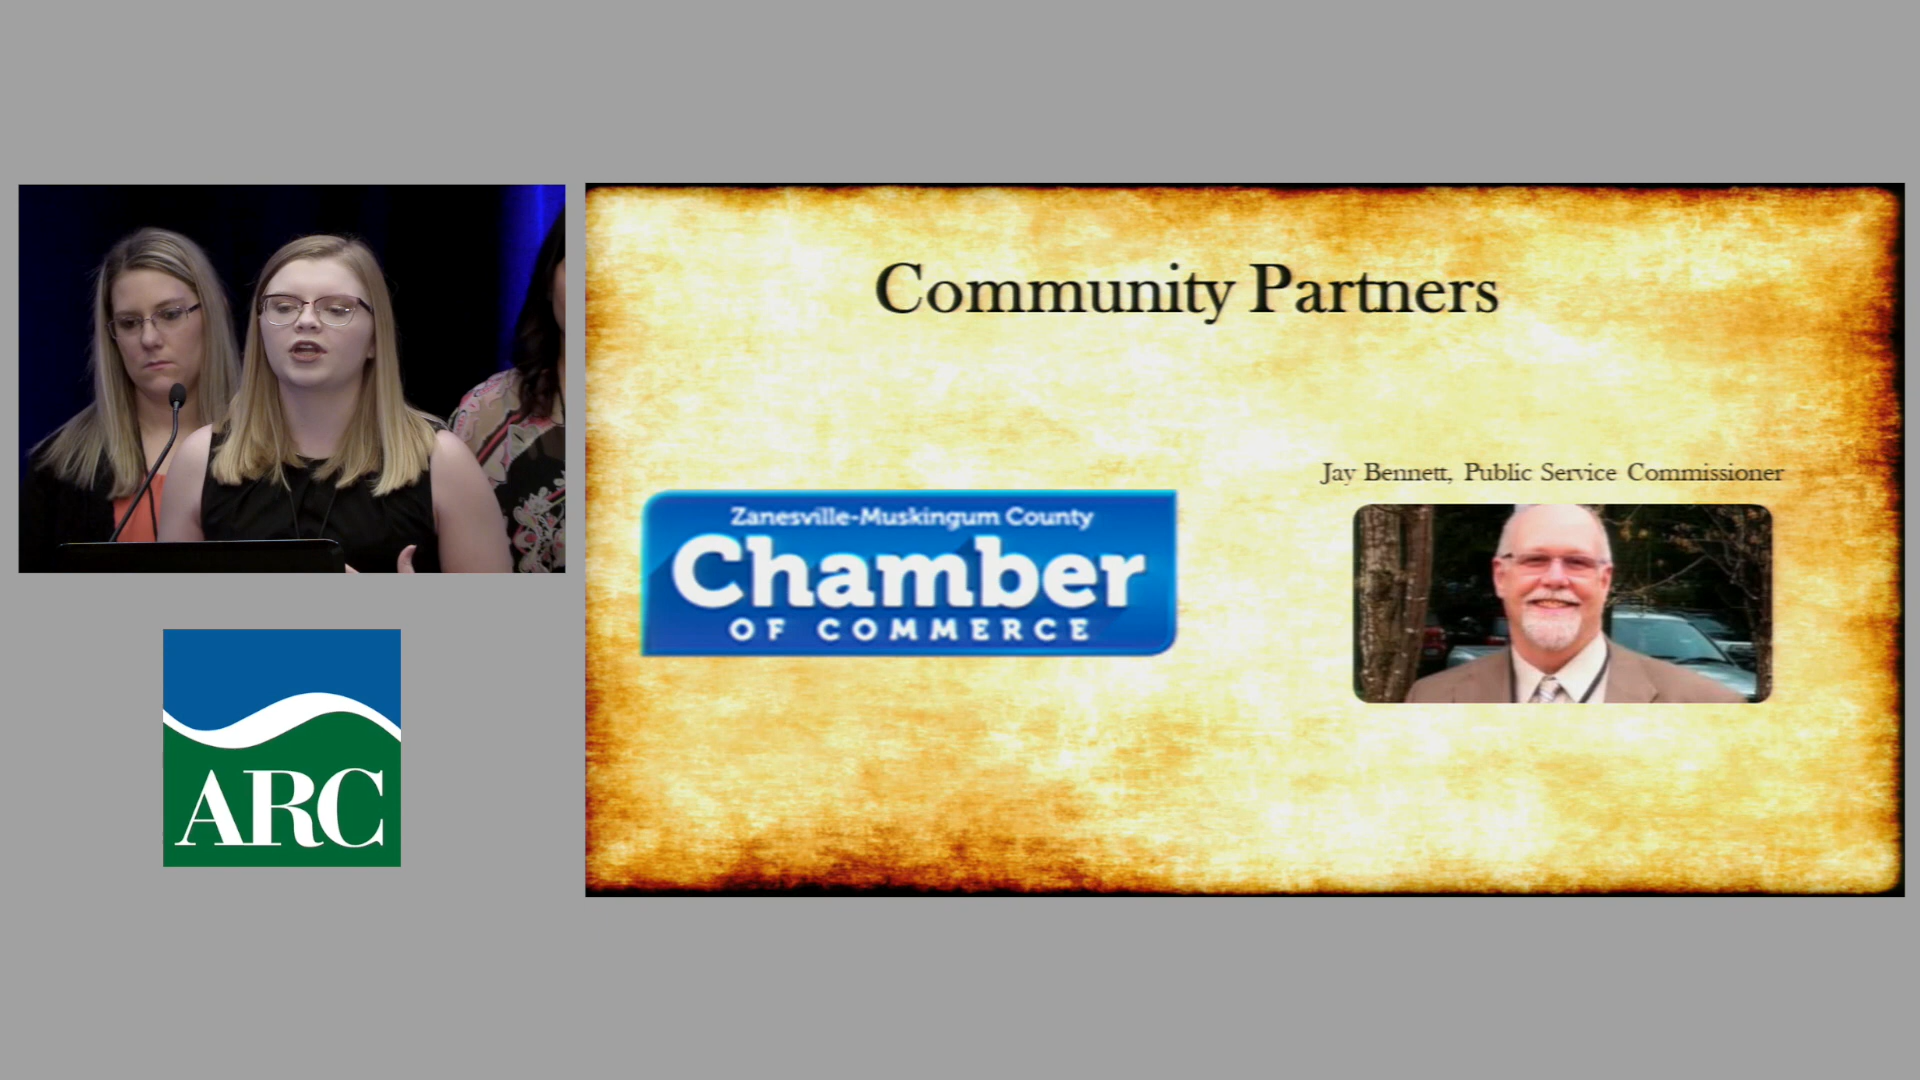 Community Partners
Jay Bennett, Public Service Commissioner
Zanesville-Muskingum County
Chamber
OF COMMERCE
ARC